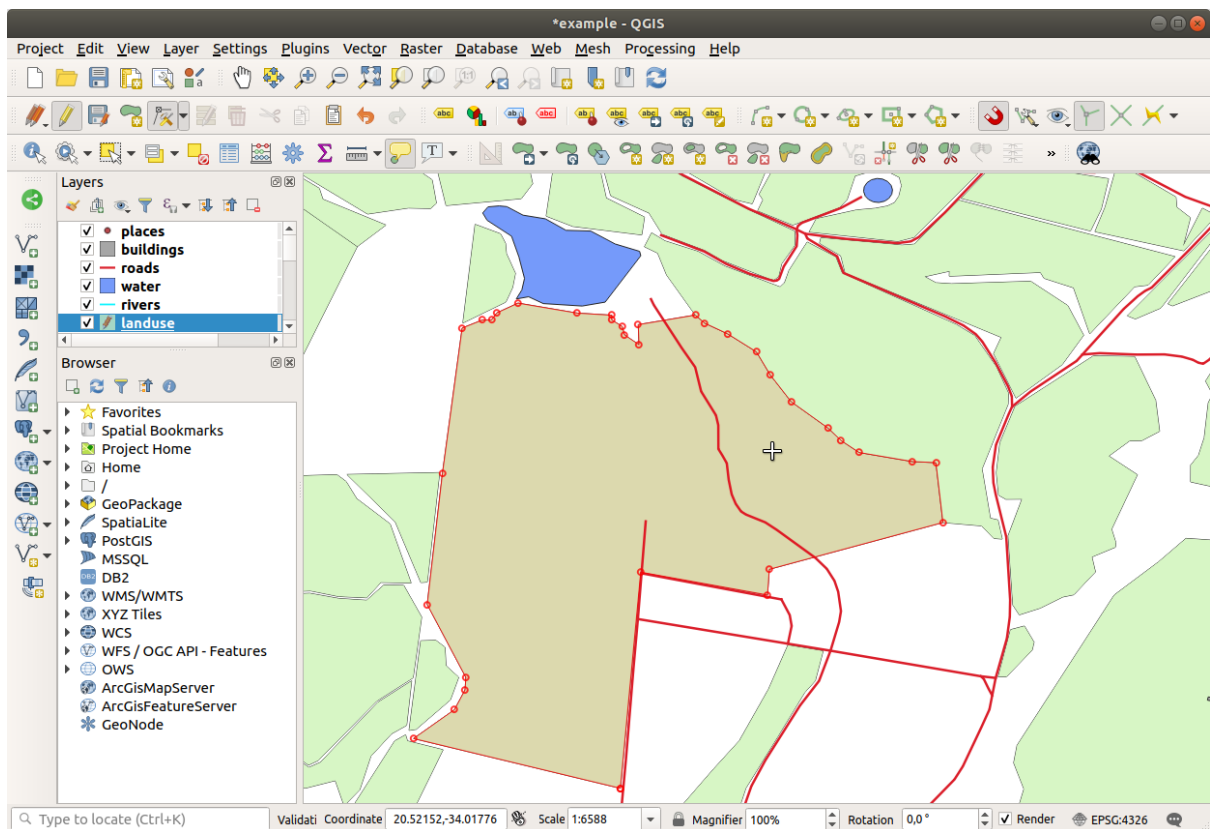 *example - QGIS
Project Edit View Layer Settings Plugins Vector Raster Database Web Mesh Processing Help
Layers
places
buildings
roads
water
rivers
landuse
Browser
Favorites
Spatial Bookmarks
Project Home
Home
/
GeoPackage
SpatiaLite
PostGIS
MSSQL
DB2
WMS/WMTS
XYZ Tiles
WCS
WFS / OGC API - Features
OWS
ArcGisMapServer
ArcGisFeatureServer
GeoNode
Type to locate (Ctrl+K) Validati Coordinate 20.52152,-34.01776 Scale 1:6588 Magnifier 100% Rotation 0,0 ° Render EPSG:4326